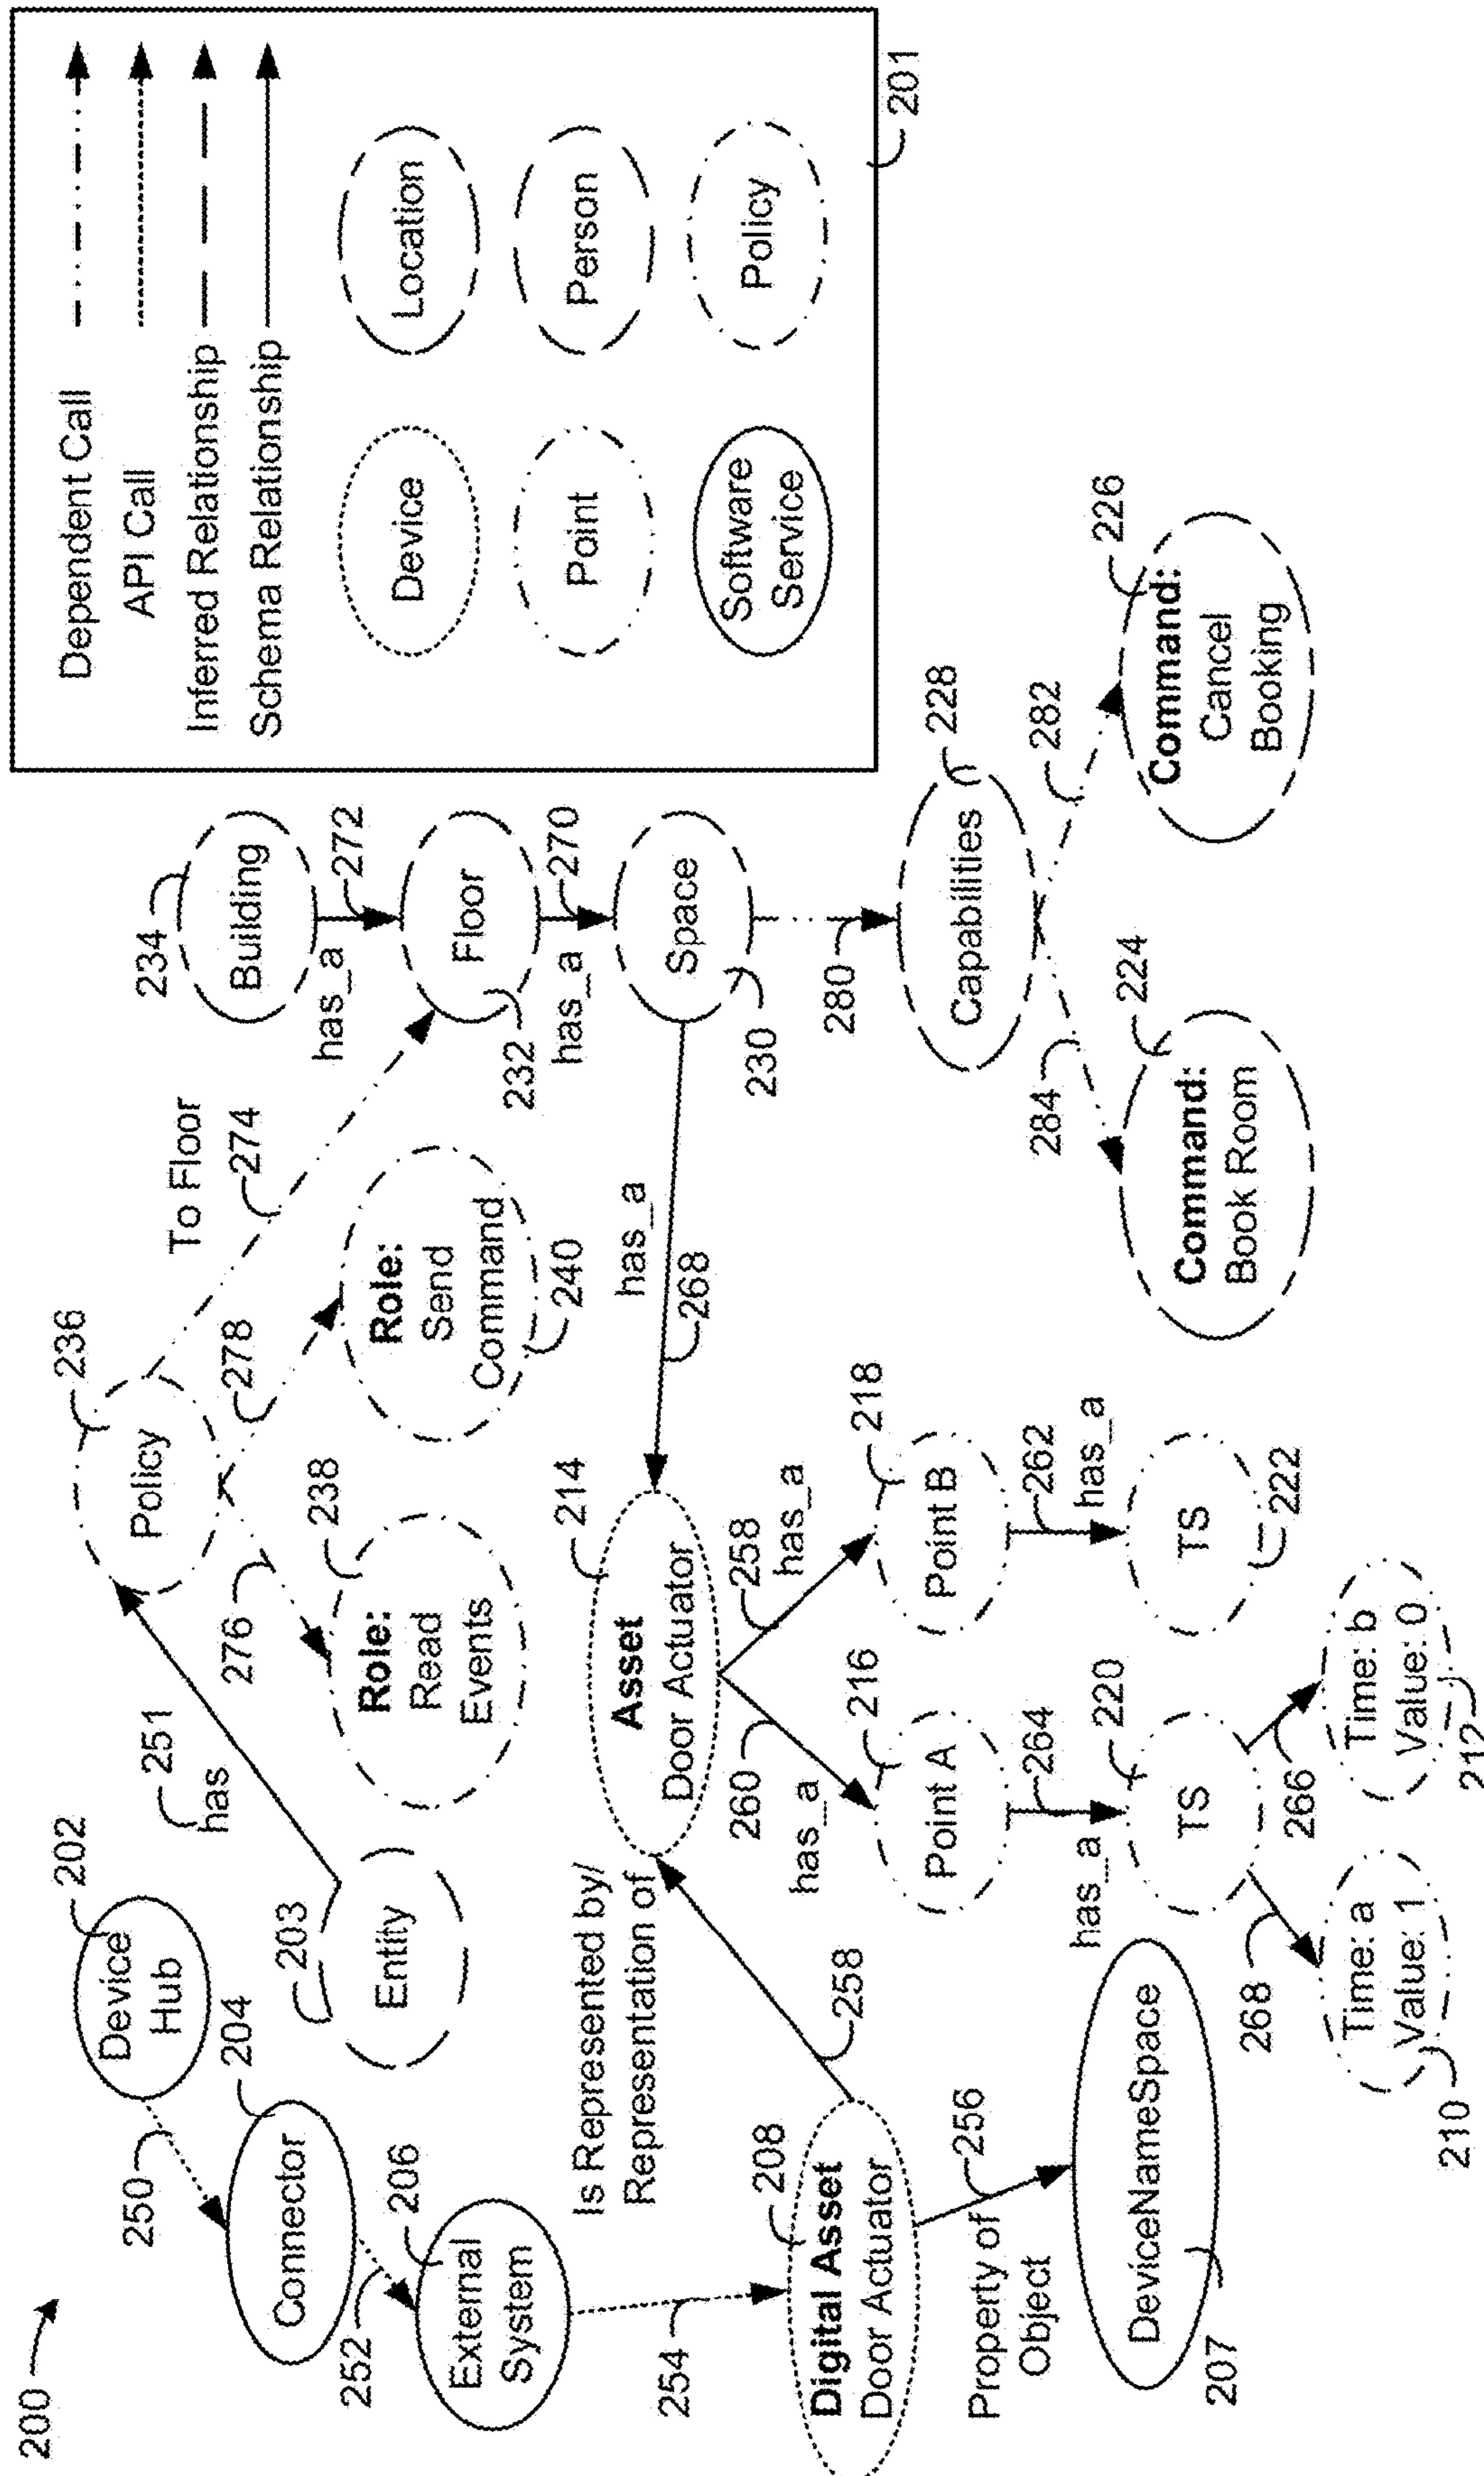 200
Device
Hub
202
250
Connector
204
252
External
System
206
254
203
Entity
251
has
Policy
236
276
278
Role:
Read
Events
238
Role:
Send
Command
240
To Floor
274
234
Building
has_a
272
Floor
232
has_a
270
Space
230
has_a
268
280
Capabilities
228
284
282
Command:
Book Room
224
Command:
Cancel
Booking
226
Is Represented by/
Representation of
258
Digital Asset
Door Actuator
208
Property of
Object
256
DeviceNameSpace
207
Asset
Door Actuator
214
260
has_a
258
has_a
Point A
216
Point B
218
has_a
264
262
has_a
TS
220
TS
222
268
266
Time: a
Value: 1
210
Time: b
Value: 0
212
Dependent Call
API Call
Inferred Relationship
Schema Relationship
Device
Location
Point
Person
Software
Service
Policy
201